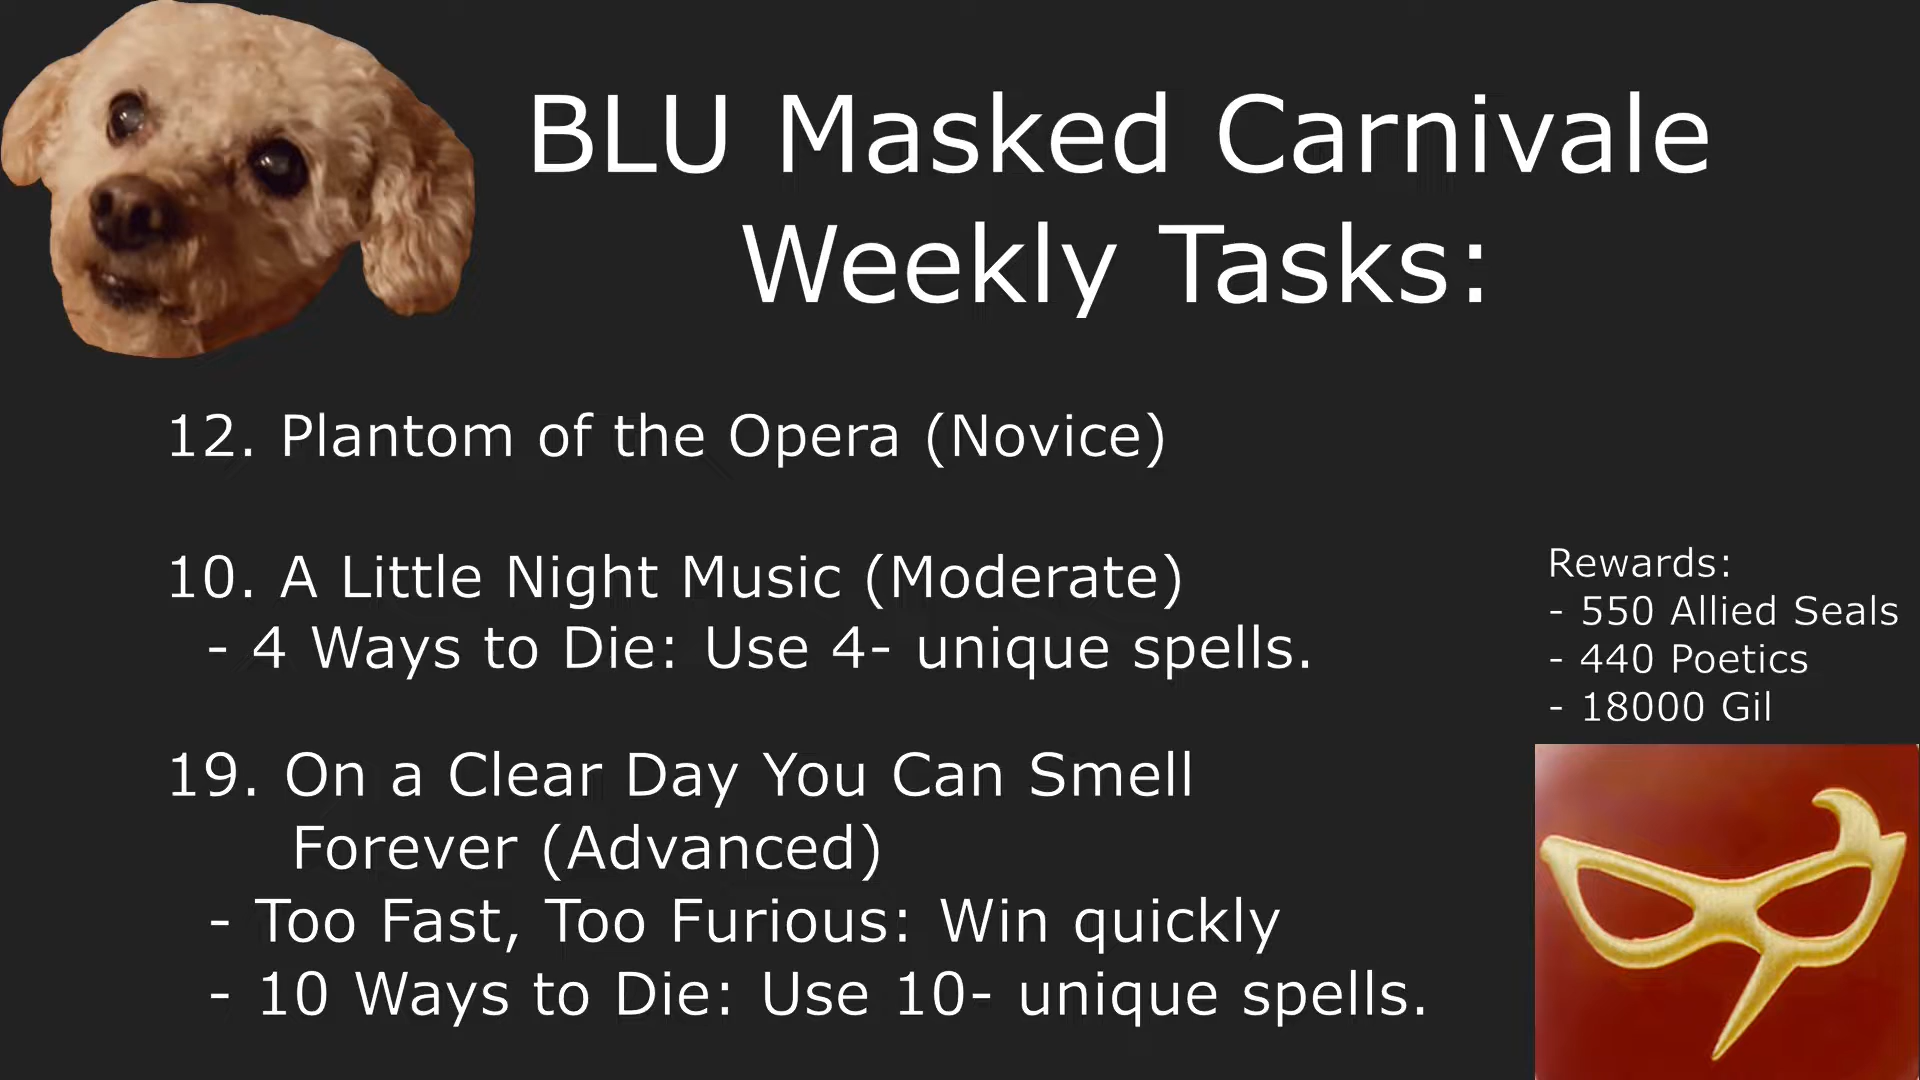 BLU Masked Carnivale
Weekly Tasks:
12. Plantom of the Opera (Novice)
10. A Little Night Music (Moderate)
- 4 Ways to Die: Use 4- unique spells.
19. On a Clear Day You Can Smell
Forever (Advanced)
- Too Fast, Too Furious: Win quickly
- 10 Ways to Die: Use 10- unique spells.
Rewards:
- 550 Allied Seals
- 440 Poetics
- 18000 Gil